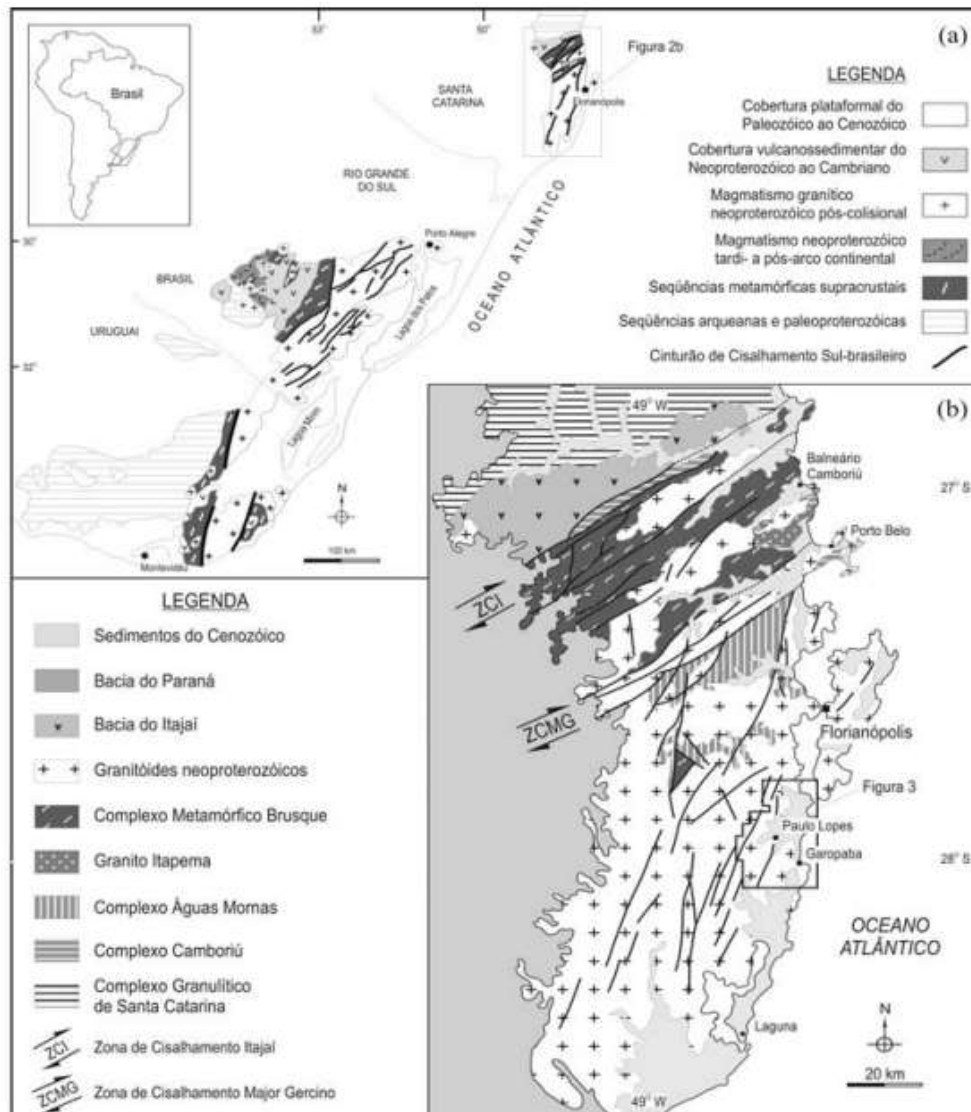 (a)
53°
50°
Figura 2b
Brasil
SANTA
CATARINA
Florianópolis
RIO GRANDE
DO SUL
30°
Porto Alegre
OCEANO ATLÂNTICO
BRASIL
URUGUAI
Lagoa dos Patos
32°
Lagoa Mirim
N
100 km
Montevidéu
LEGENDA
Cobertura plataformal do
Paleozóico ao Cenozóico
Cobertura vulcanossedimentar do
Neoproterozóico ao Cambriano
Magmatismo granítico
neoproterozóico pós-colisional
Magmatismo neoproterozóico
tardi- a pós-arco continental
Seqüências metamórficas supracrustais
Seqüências arqueanas e paleoproterozóicas
Cinturão de Cisalhamento Sul-brasileiro
(b)
49° W
Balneário
Camboriú
27° S
Porto Belo
ZCI
ZCMG
Florianópolis
Figura 3
Paulo Lopes
Garopaba
28° S
OCEANO
ATLÂNTICO
Laguna
N
20 km
49° W
LEGENDA
Sedimentos do Cenozóico
Bacia do Paraná
Bacia do Itajaí
Granitóides neoproterozóicos
Complexo Metamórfico Brusque
Granito Itapema
Complexo Águas Mornas
Complexo Camboriú
Complexo Granulítico
de Santa Catarina
ZCI Zona de Cisalhamento Itajaí
ZCMG Zona de Cisalhamento Major Gercino